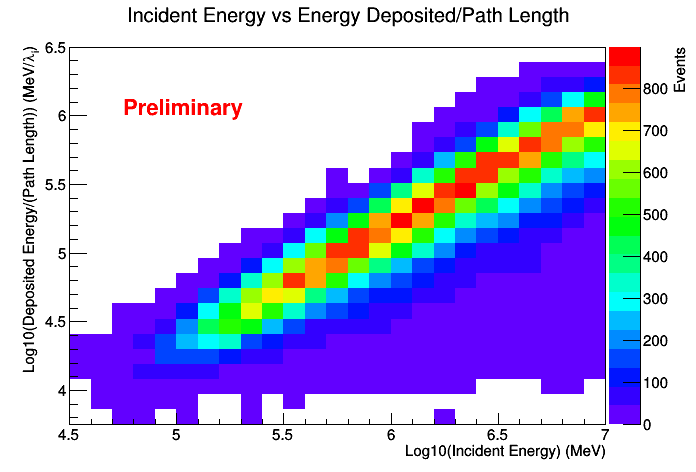 Incident Energy vs Energy Deposited/Path Length
Log10(Deposited Energy/(Path Length)) (MeV/λi)
6.5
6
5.5
5
4.5
4
Preliminary
4.5 5 5.5 6 6.5 7
Log10(Incident Energy) (MeV)
Events
800
700
600
500
400
300
200
100
0